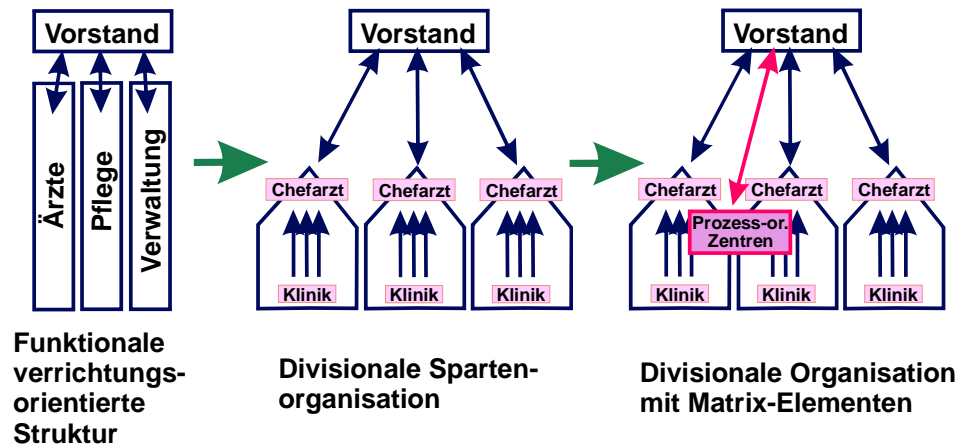 Vorstand
Ärzte
Pflege
Verwaltung
Funktionale
verrichtungs-
orientierte
Struktur
Vorstand
Chefarzt
Chefarzt
Chefarzt
Klinik
Klinik
Klinik
Divisionale Sparten-
organisation
Vorstand
Chefarzt
Chefarzt
Chefarzt
Prozess-or.
Zentren
Klinik
Klinik
Klinik
Divisionale Organisation
mit Matrix-Elementen